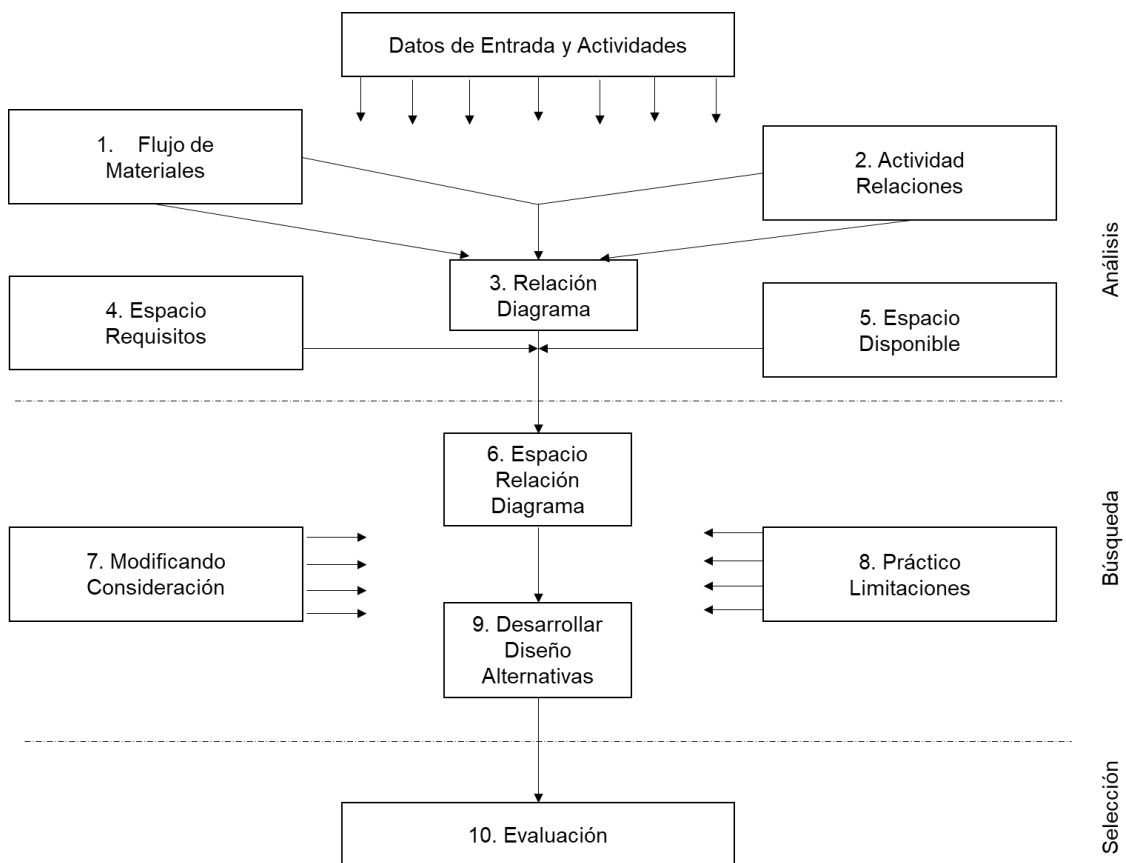 Datos de Entrada y Actividades
1. Flujo de
Materiales
2. Actividad
Relaciones
3. Relación
Diagrama
4. Espacio
Requisitos
5. Espacio
Disponible
Análisis
6. Espacio
Relación
Diagrama
7. Modificando
Consideración
8. Práctico
Limitaciones
9. Desarrollar
Diseño
Alternativas
Búsqueda
10. Evaluación
Selección